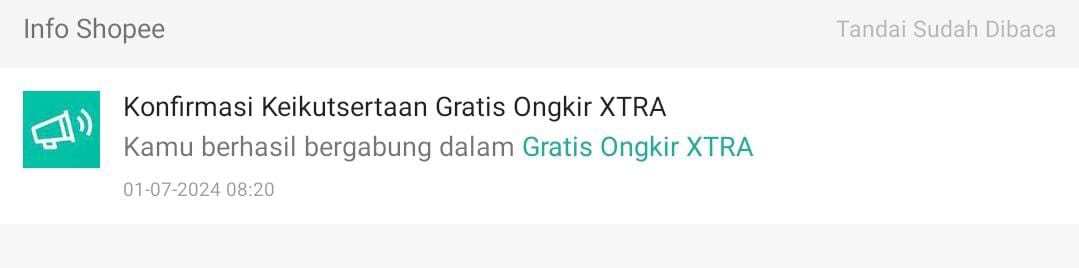 Info Shopee
Tandai Sudah Dibaca
Konfirmasi Keikutsertaan Gratis Ongkir XTRA
Kamu berhasil bergabung dalam Gratis Ongkir XTRA
01-07-2024 08:20